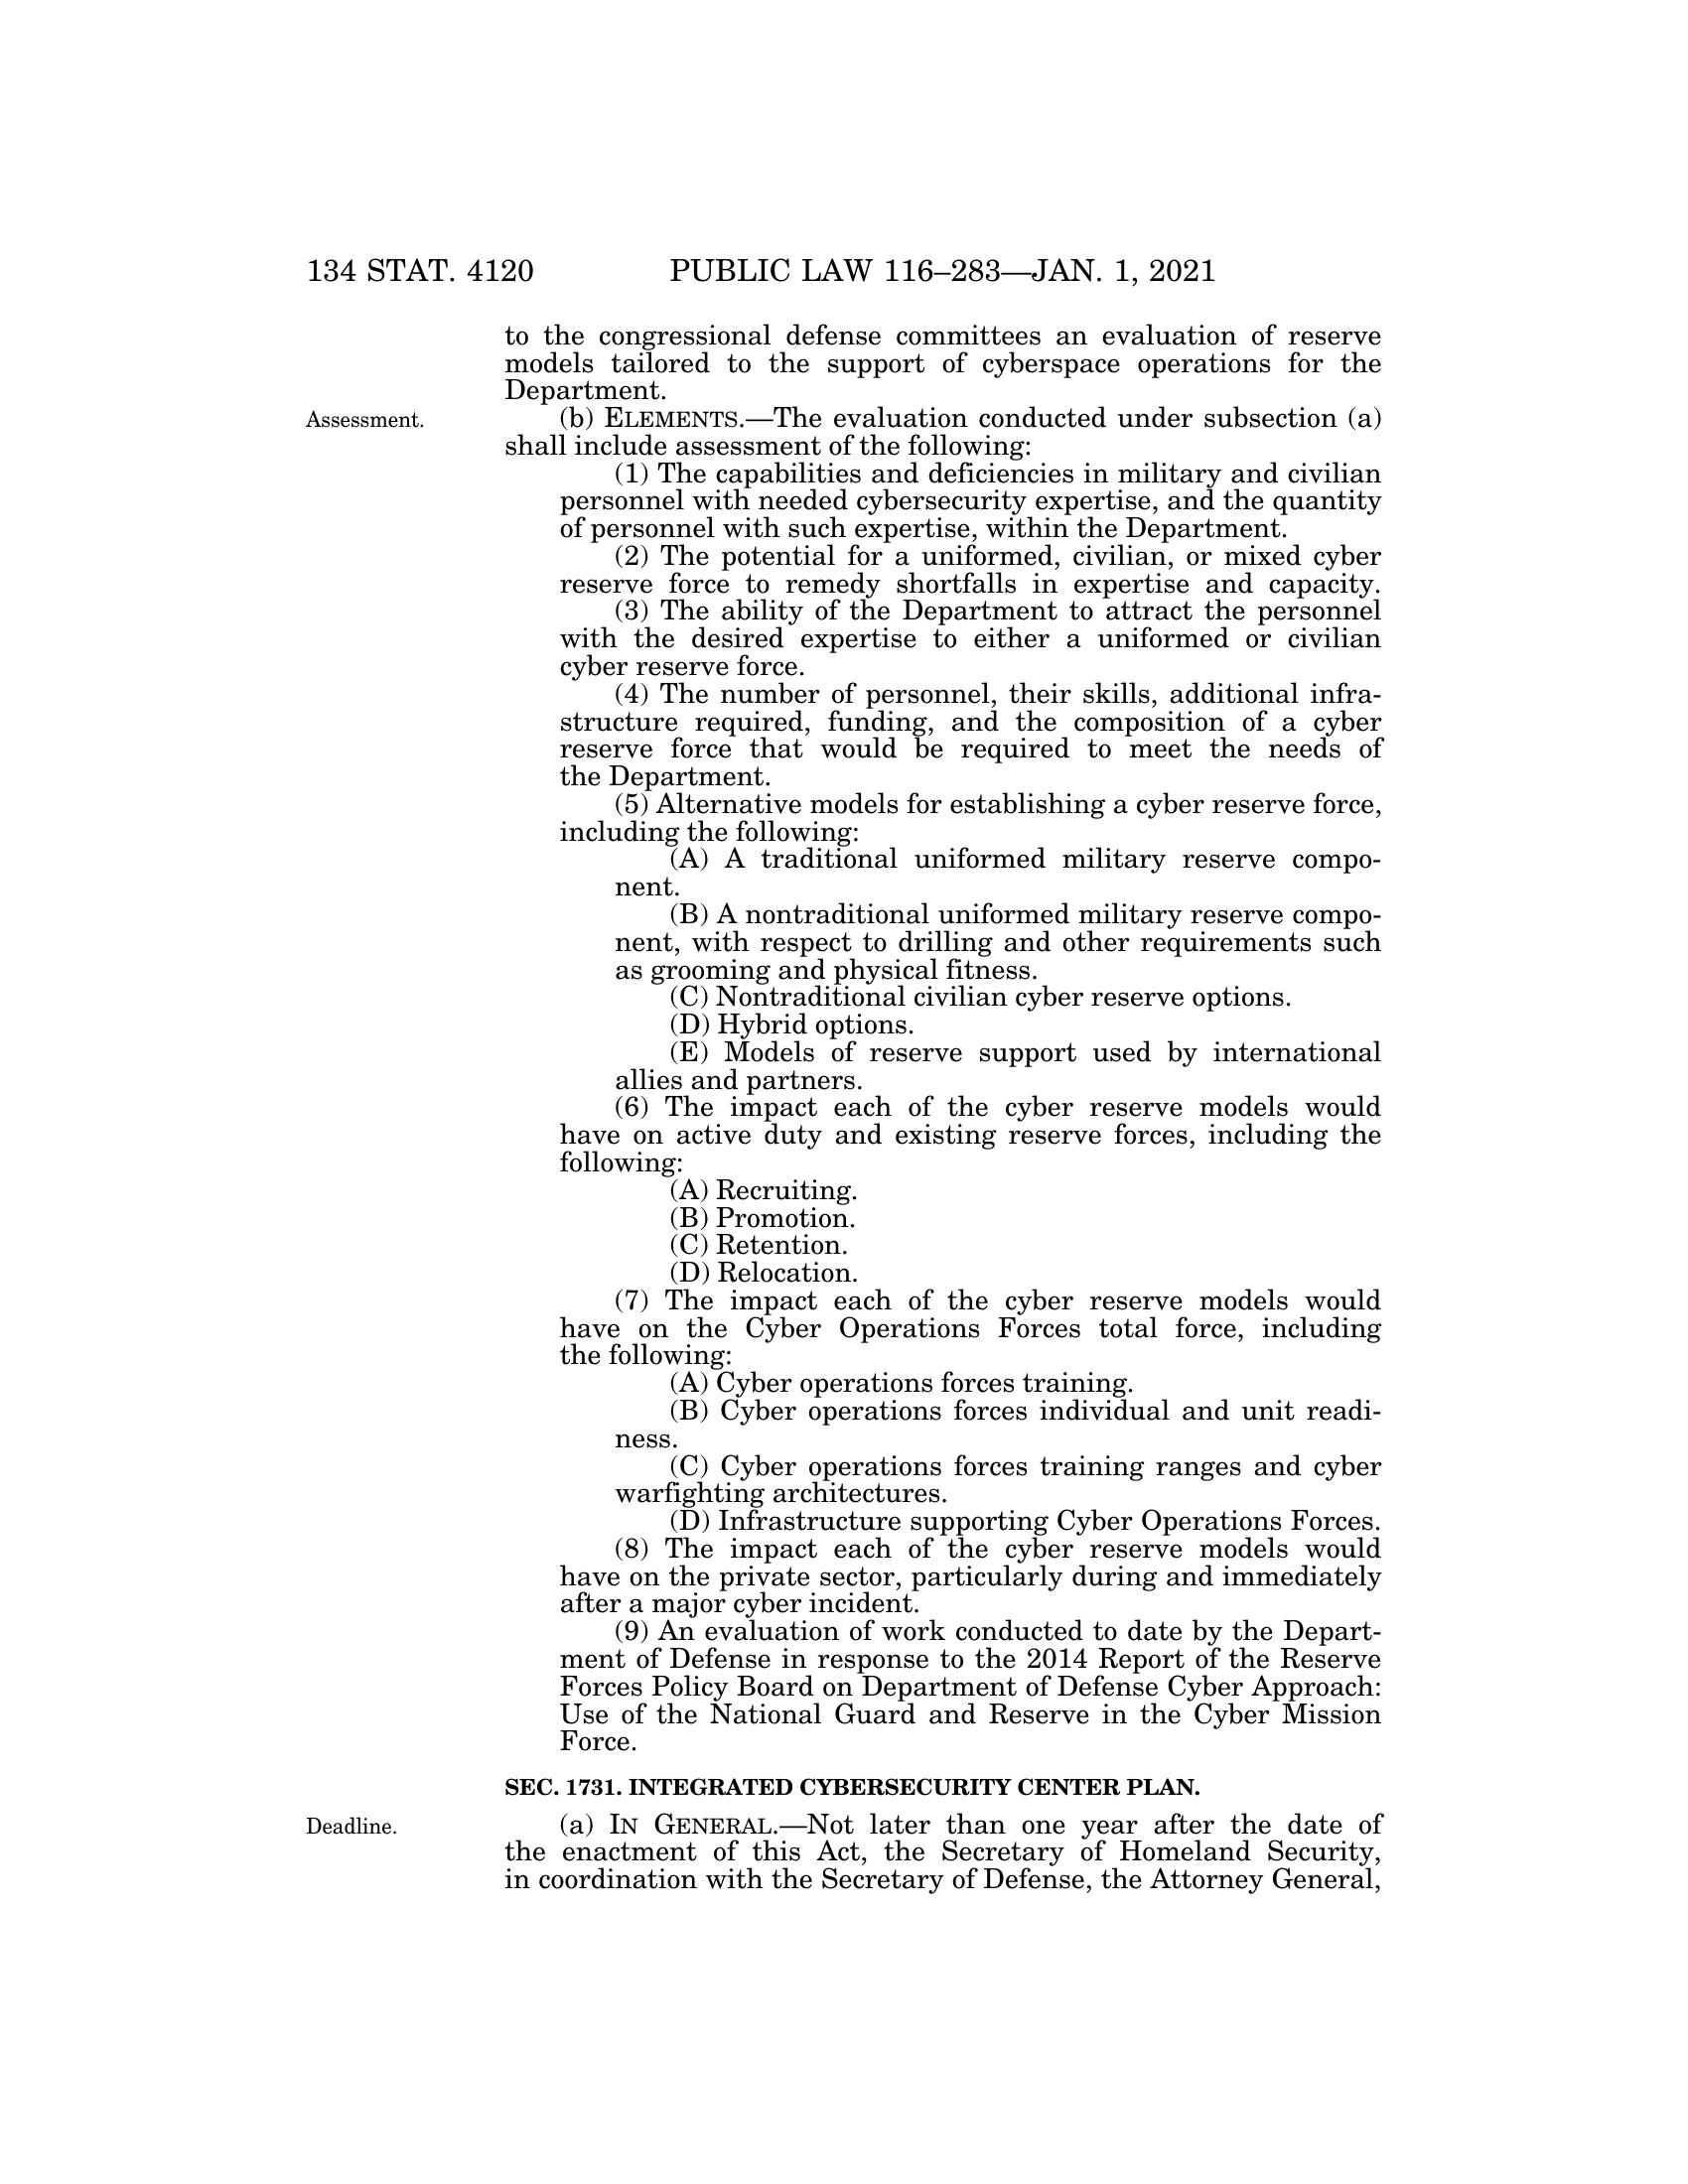 134 STAT. 4120 PUBLIC LAW 116–283—JAN. 1, 2021
to the congressional defense committees an evaluation of reserve
models tailored to the support of cyberspace operations for the
Department.
Assessment.
(b) ELEMENTS.—The evaluation conducted under subsection (a)
shall include assessment of the following:
(1) The capabilities and deficiencies in military and civilian
personnel with needed cybersecurity expertise, and the quantity
of personnel with such expertise, within the Department.
(2) The potential for a uniformed, civilian, or mixed cyber
reserve force to remedy shortfalls in expertise and capacity.
(3) The ability of the Department to attract the personnel
with the desired expertise to either a uniformed or civilian
cyber reserve force.
(4) The number of personnel, their skills, additional infra-
structure required, funding, and the composition of a cyber
reserve force that would be required to meet the needs of
the Department.
(5) Alternative models for establishing a cyber reserve force,
including the following:
(A) A traditional uniformed military reserve compo-
nent.
(B) A nontraditional uniformed military reserve compo-
nent, with respect to drilling and other requirements such
as grooming and physical fitness.
(C) Nontraditional civilian cyber reserve options.
(D) Hybrid options.
(E) Models of reserve support used by international
allies and partners.
(6) The impact each of the cyber reserve models would
have on active duty and existing reserve forces, including the
following:
(A) Recruiting.
(B) Promotion.
(C) Retention.
(D) Relocation.
(7) The impact each of the cyber reserve models would
have on the Cyber Operations Forces total force, including
the following:
(A) Cyber operations forces training.
(B) Cyber operations forces individual and unit readi-
ness.
(C) Cyber operations forces training ranges and cyber
warfighting architectures.
(D) Infrastructure supporting Cyber Operations Forces.
(8) The impact each of the cyber reserve models would
have on the private sector, particularly during and immediately
after a major cyber incident.
(9) An evaluation of work conducted to date by the Depart-
ment of Defense in response to the 2014 Report of the Reserve
Forces Policy Board on Department of Defense Cyber Approach:
Use of the National Guard and Reserve in the Cyber Mission
Force.
SEC. 1731. INTEGRATED CYBERSECURITY CENTER PLAN.
Deadline.
(a) IN GENERAL.—Not later than one year after the date of
the enactment of this Act, the Secretary of Homeland Security,
in coordination with the Secretary of Defense, the Attorney General,